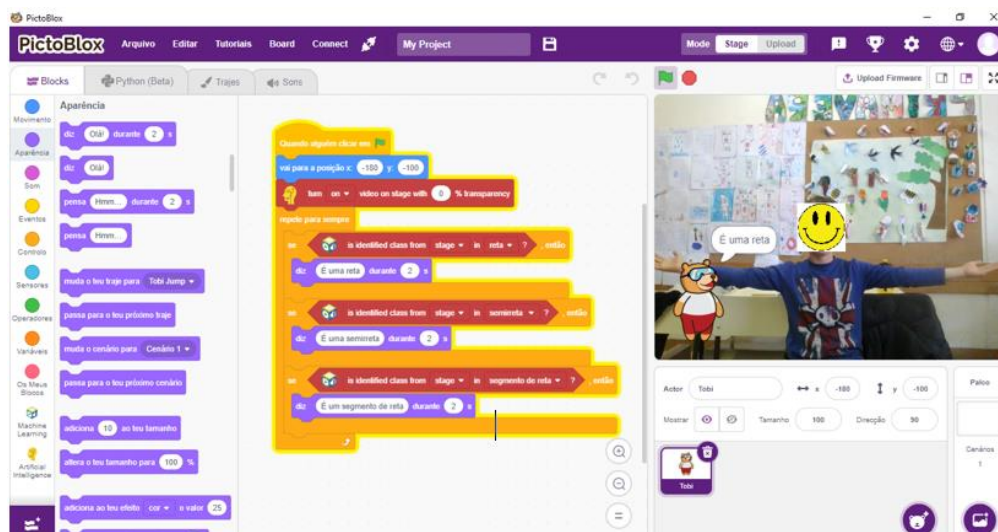 PictoBlox
PictoBlox Arquivo Editar Tutoriais Board Connect My Project Mode Stage Upload
Blocks Python (Beta) Trajes Sons Upload Firmware
Movimento
Aparência
Som
Eventos
Controlo
Sensores
Operadores
Variáveis
Os Meus
Blocos
Machine
Learning
Artificial
Intelligence
Aparência
diz Olá! durante 2 s
diz Olá!
pensa Hmm... durante 2 s
pensa Hmm...
muda o teu traje para Tobi Jump
passa para o teu próximo traje
muda o cenário para Cenário 1
passa para o teu próximo cenário
adiciona 10 ao teu tamanho
altera o teu tamanho para 100 %
adiciona ao teu efeito cor o valor 25
Quando alguém clicar em
vai para a posição x: -180 y: -100
turn on video on stage with 0 % transparency
repete para sempre
se is identified class from stage in reta ? , então
diz É uma reta durante 2 s
se is identified class from stage in semirreta ? , então
diz É uma semirreta durante 2 s
se is identified class from stage in segmento de reta ? , então
diz É um segmento de reta durante 2 s
É uma reta
Actor Tobi x -180 y -100
Mostrar Tamanho 100 Direcção 90
Tobi
Palco
Cenários
1